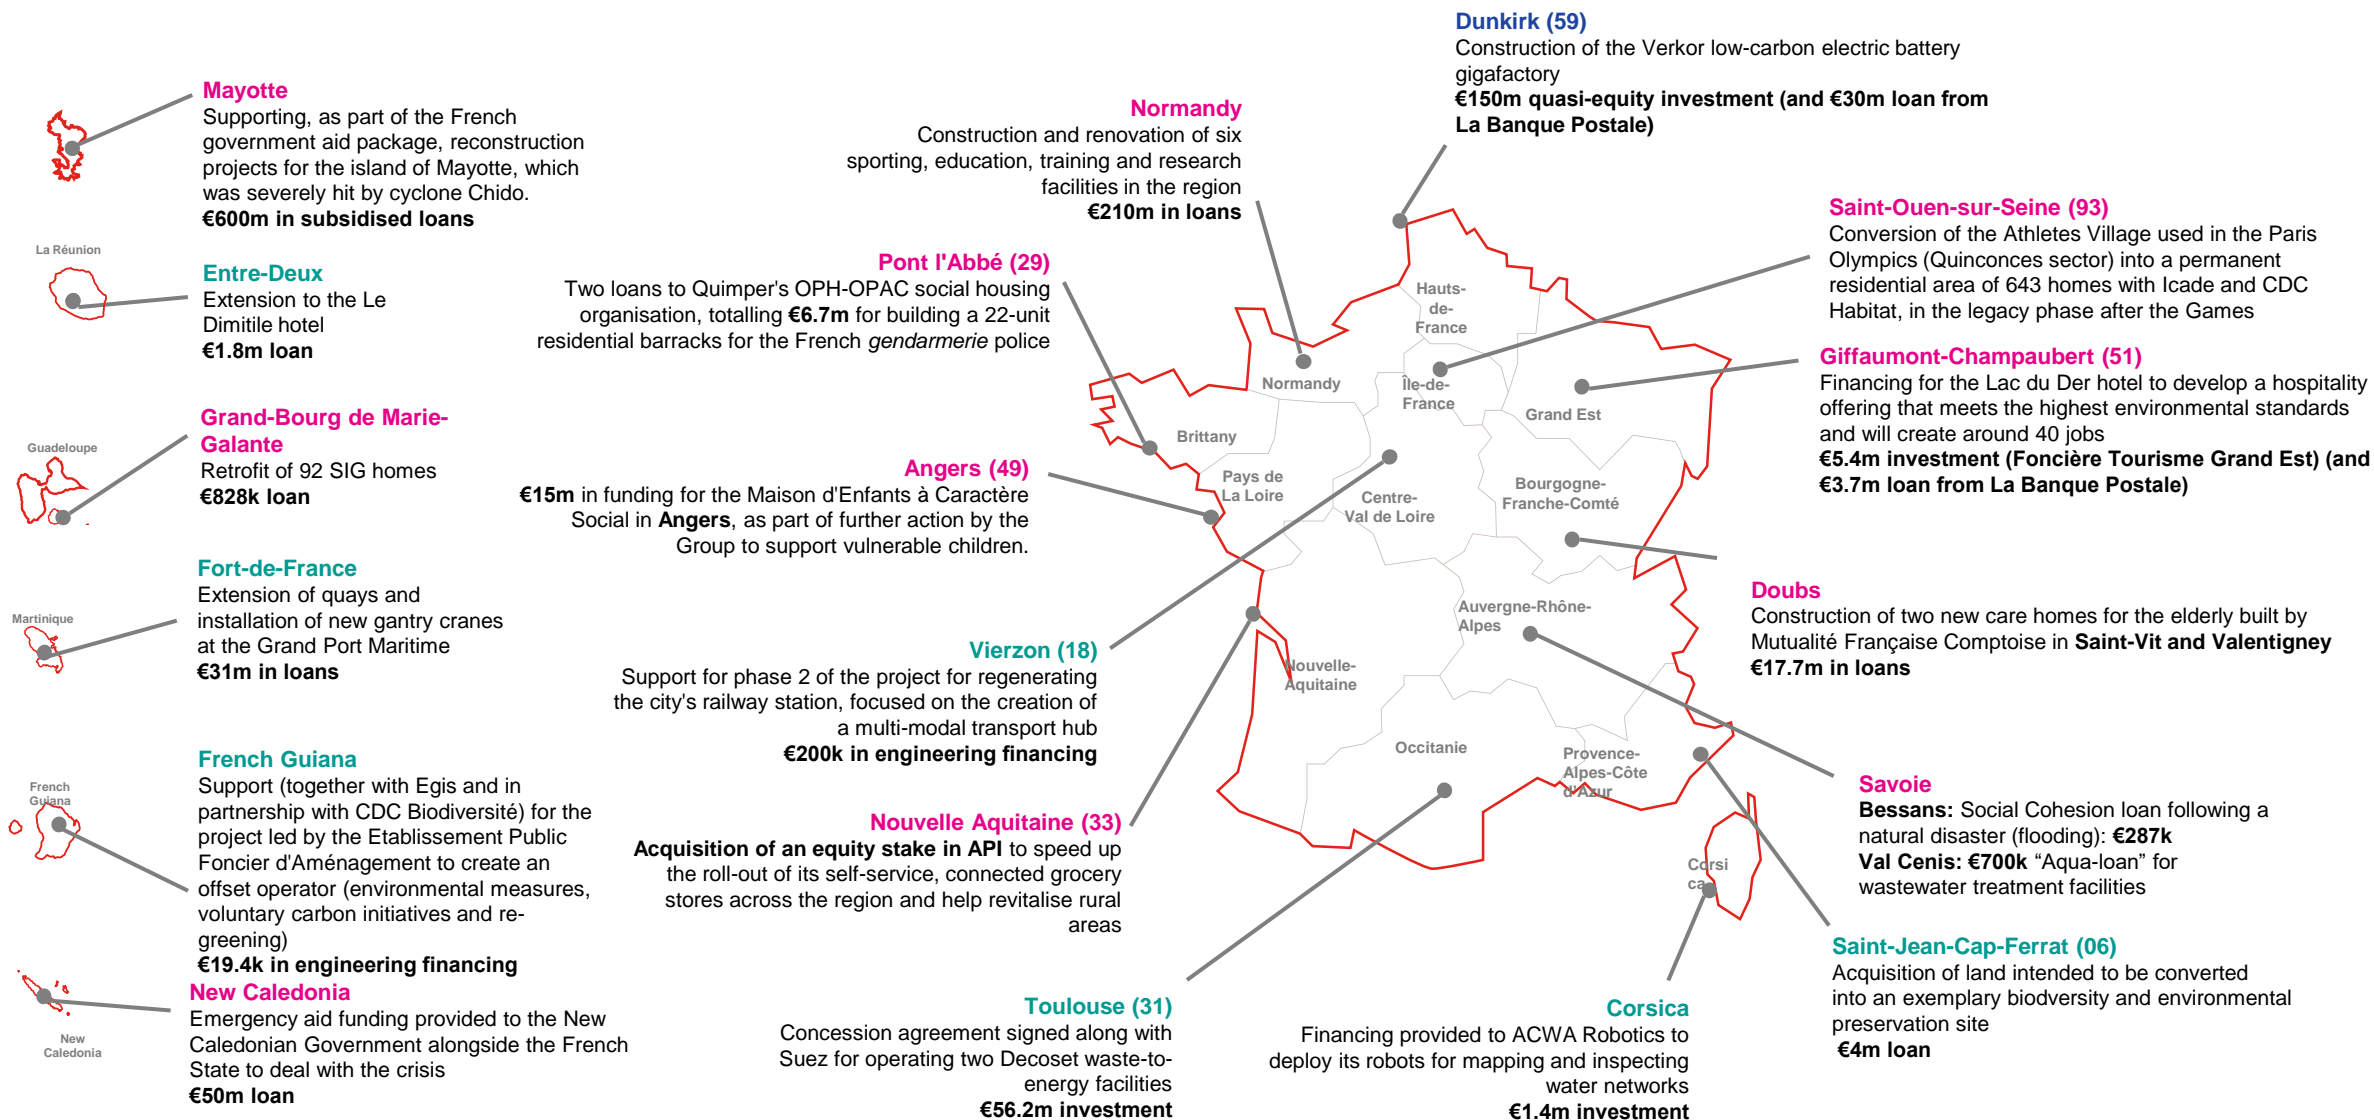 Mayotte
Supporting, as part of the French
government aid package, reconstruction
projects for the island of Mayotte, which
was severely hit by cyclone Chido.
€600m in subsidised loans
La Réunion
Entre-Deux
Extension to the Le
Dimitile hotel
€1.8m loan
Guadeloupe
Grand-Bourg de Marie-
Galante
Retrofit of 92 SIG homes
€828k loan
Martinique
Fort-de-France
Extension of quays and
installation of new gantry cranes
at the Grand Port Maritime
€31m in loans
French
Guiana
French Guiana
Support (together with Egis and in
partnership with CDC Biodiversité) for the
project led by the Etablissement Public
Foncier d'Aménagement to create an
offset operator (environmental measures,
voluntary carbon initiatives and re-
greening)
€19.4k in engineering financing
New Caledonia
Emergency aid funding provided to the New
Caledonian Government alongside the French
State to deal with the crisis
€50m loan
New
Caledonia
Normandy
Construction and renovation of six
sporting, education, training and research
facilities in the region
€210m in loans
Pont l'Abbé (29)
Two loans to Quimper's OPH-OPAC social housing
organisation, totalling €6.7m for building a 22-unit
residential barracks for the French gendarmerie police
Angers (49)
€15m in funding for the Maison d'Enfants à Caractère
Social in Angers, as part of further action by the
Group to support vulnerable children.
Vierzon (18)
Support for phase 2 of the project for regenerating
the city's railway station, focused on the creation of
a multi-modal transport hub
€200k in engineering financing
Nouvelle Aquitaine (33)
Acquisition of an equity stake in API to speed up
the roll-out of its self-service, connected grocery
stores across the region and help revitalise rural
areas
Toulouse (31)
Concession agreement signed along with
Suez for operating two Decoset waste-to-
energy facilities
€56.2m investment
Dunkirk (59)
Construction of the Verkor low-carbon electric battery
gigafactory
€150m quasi-equity investment (and €30m loan from
La Banque Postale)
Hauts-
de-
France
Normandy
Île-de-
France
Grand Est
Brittany
Pays de
La Loire
Centre-
Val de Loire
Bourgogne-
Franche-Comté
Auvergne-Rhône-
Alpes
Nouvelle-
Aquitaine
Occitanie
Provence-
Alpes-Côte
d'Azur
Corsi
ca
Saint-Ouen-sur-Seine (93)
Conversion of the Athletes Village used in the Paris
Olympics (Quinconces sector) into a permanent
residential area of 643 homes with Icade and CDC
Habitat, in the legacy phase after the Games
Giffaumont-Champaubert (51)
Financing for the Lac du Der hotel to develop a hospitality
offering that meets the highest environmental standards
and will create around 40 jobs
€5.4m investment (Foncière Tourisme Grand Est) (and
€3.7m loan from La Banque Postale)
Doubs
Construction of two new care homes for the elderly built by
Mutualité Française Comptoise in Saint-Vit and Valentigney
€17.7m in loans
Savoie
Bessans: Social Cohesion loan following a
natural disaster (flooding): €287k
Val Cenis: €700k “Aqua-loan” for
wastewater treatment facilities
Saint-Jean-Cap-Ferrat (06)
Acquisition of land intended to be converted
into an exemplary biodversity and environmental
preservation site
€4m loan
Corsica
Financing provided to ACWA Robotics to
deploy its robots for mapping and inspecting
water networks
€1.4m investment